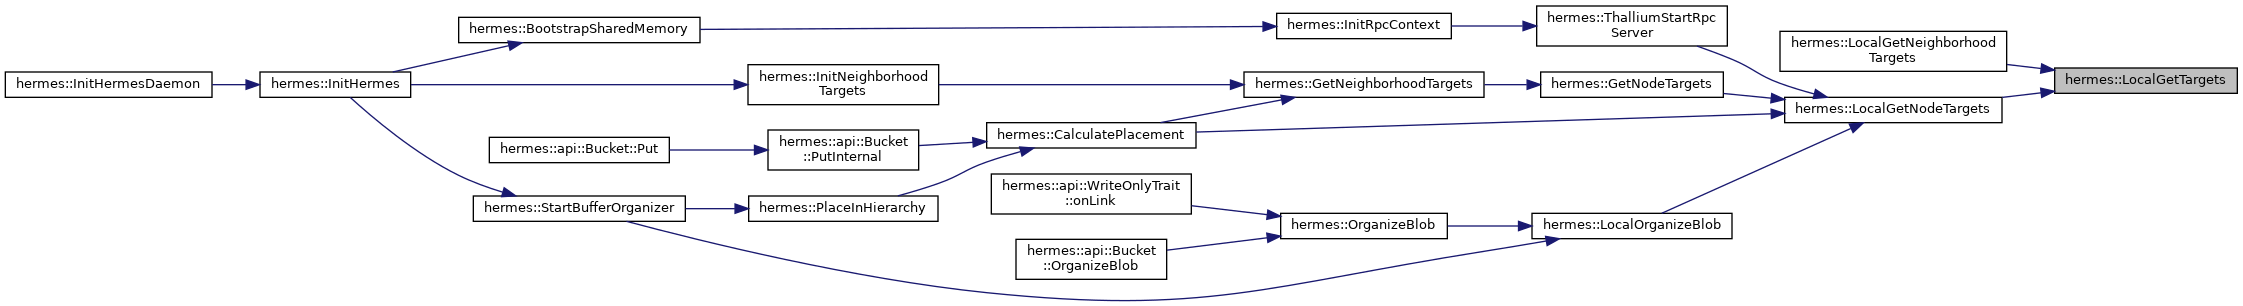 hermes::InitHermesDaemon
hermes::InitHermes
hermes::BootstrapSharedMemory
hermes::InitNeighborhood
Targets
hermes::api::Bucket::Put
hermes::StartBufferOrganizer
hermes::api::Bucket
::PutInternal
hermes::PlaceInHierarchy
hermes::CalculatePlacement
hermes::api::WriteOnlyTrait
::onLink
hermes::api::Bucket
::OrganizeBlob
hermes::InitRpcContext
hermes::GetNeighborhoodTargets
hermes::OrganizeBlob
hermes::ThalliumStartRpc
Server
hermes::GetNodeTargets
hermes::LocalOrganizeBlob
hermes::LocalGetNeighborhood
Targets
hermes::LocalGetNodeTargets
hermes::LocalGetTargets